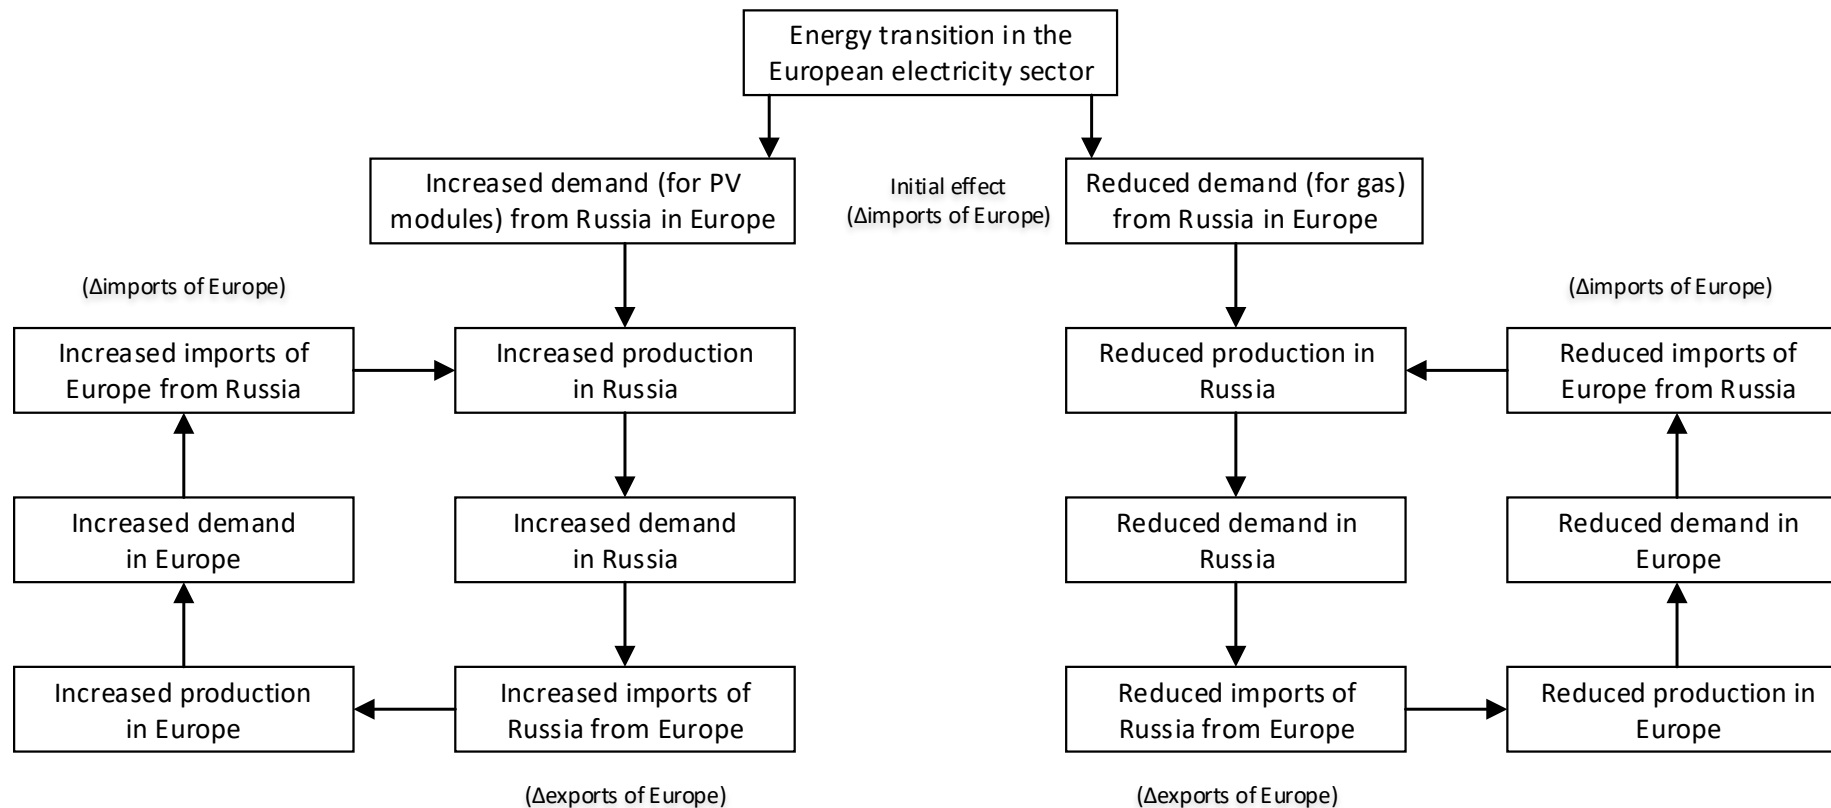 Energy transition in the
European electricity sector
Increased demand (for PV
modules) from Russia in Europe
Initial effect
(Δimports of Europe)
Reduced demand (for gas)
from Russia in Europe
(Δimports of Europe)
(Δimports of Europe)
Increased imports of
Europe from Russia
Increased production
in Russia
Reduced production in
Russia
Reduced imports of
Europe from Russia
Increased demand
in Europe
Increased demand
in Russia
Reduced demand in
Russia
Reduced demand in
Europe
Increased production
in Europe
Increased imports of
Russia from Europe
Reduced imports of
Russia from Europe
Reduced production in
Europe
(Δexports of Europe)
(Δexports of Europe)